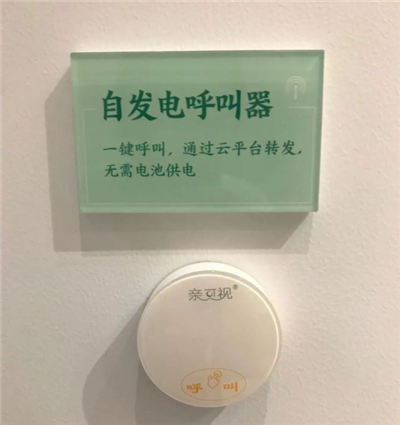 自发电呼叫器
一键呼叫，通过云平台转发，
无需电池供电
亲又视®
呼 叫